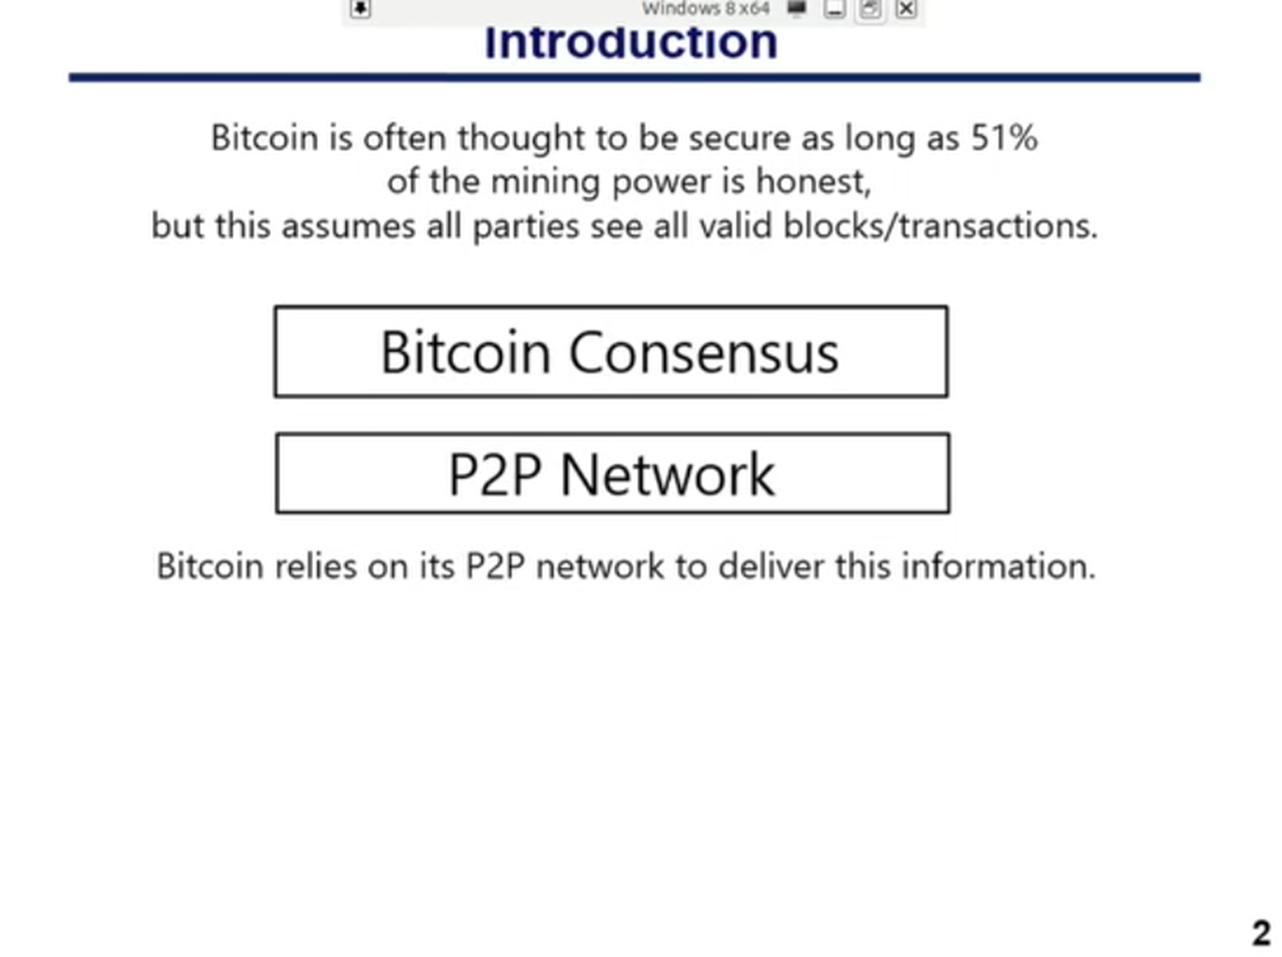 Windows 8 x64
Introduction
Bitcoin is often thought to be secure as long as 51%
of the mining power is honest,
but this assumes all parties see all valid blocks/transactions.
Bitcoin Consensus
P2P Network
Bitcoin relies on its P2P network to deliver this information.
2